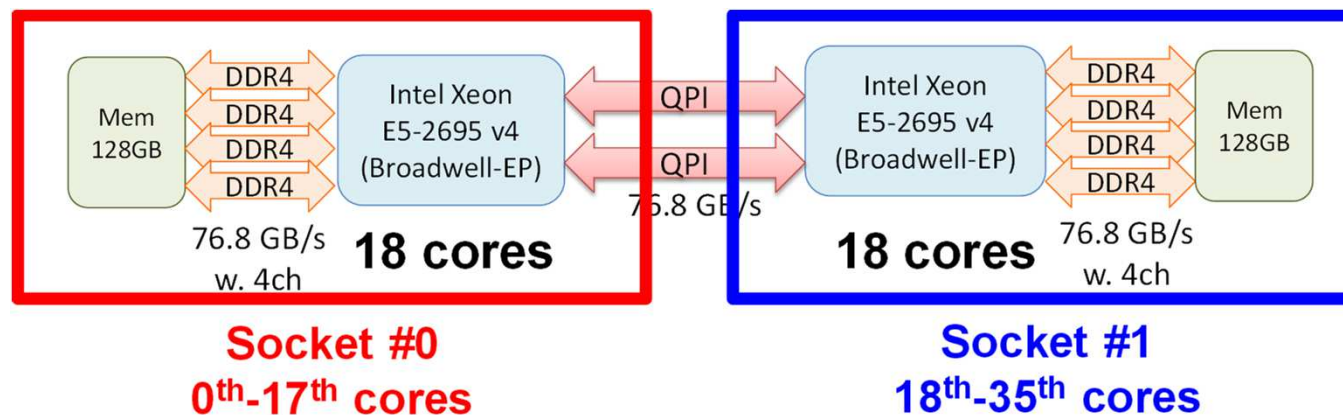 Mem
128GB
DDR4
DDR4
DDR4
DDR4
76.8 GB/s
w. 4ch
Intel Xeon
E5-2695 v4
(Broadwell-EP)
18 cores
QPI
QPI
76.8 GB/s
Intel Xeon
E5-2695 v4
(Broadwell-EP)
18 cores
DDR4
DDR4
DDR4
DDR4
76.8 GB/s
w. 4ch
Mem
128GB
Socket #0
0th-17th cores
Socket #1
18th-35th cores